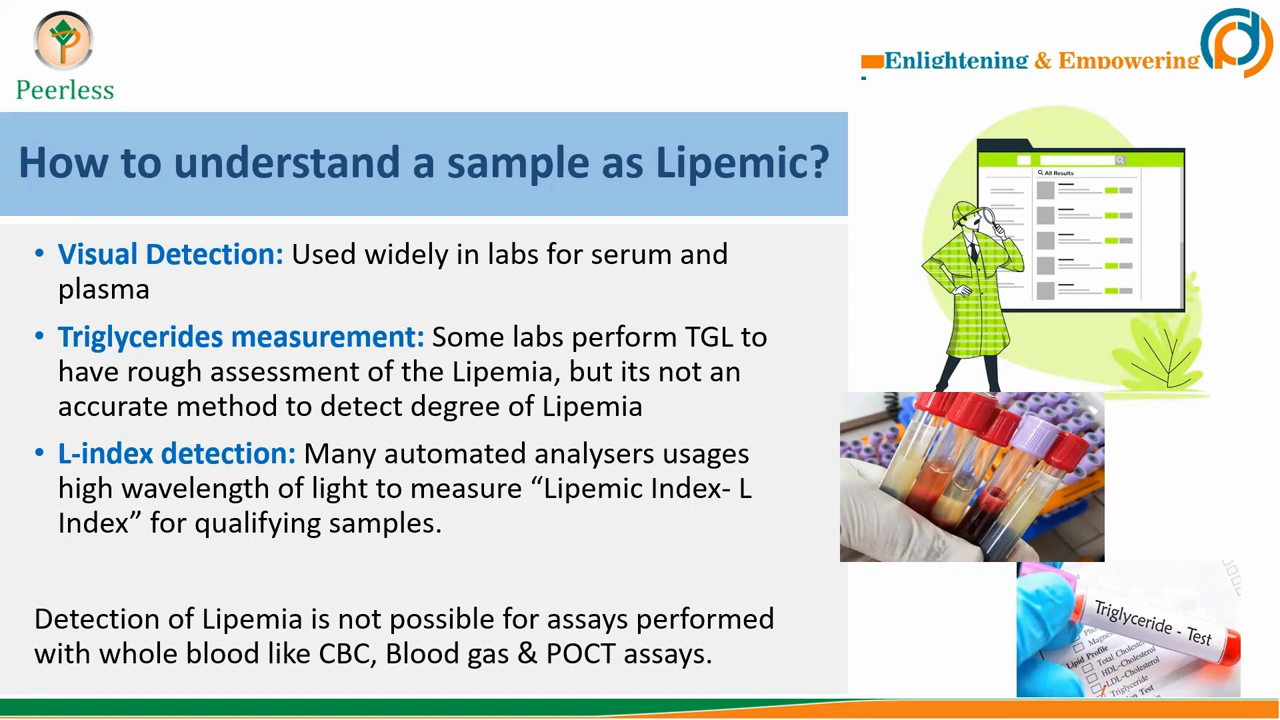 Peerless
Enlightening & Empowering
How to understand a sample as Lipemic?
All Results
• Visual Detection: Used widely in labs for serum and
plasma
• Triglycerides measurement: Some labs perform TGL to
have rough assessment of the Lipemia, but its not an
accurate method to detect degree of Lipemia
• L-index detection: Many automated analysers usages
high wavelength of light to measure “Lipemic Index- L
Index” for qualifying samples.
Detection of Lipemia is not possible for assays performed
with whole blood like CBC, Blood gas & POCT assays.
Triglyceride - Test
Lipid Profile
Total Cholesterol
HDL-Cholesterol
LDL-Cholesterol
Triglyceride
Test